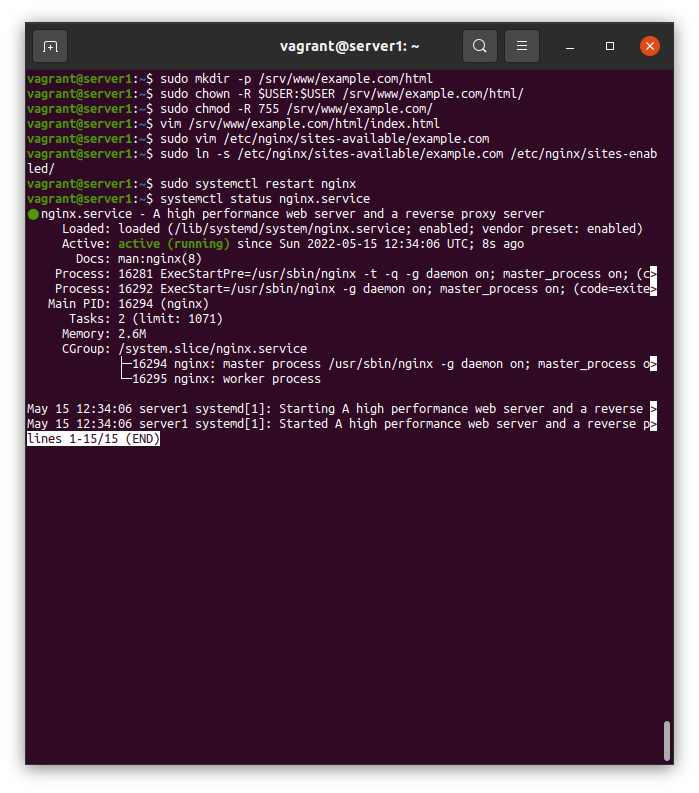 vagrant@server1: ~
vagrant@server1:~$ sudo mkdir -p /srv/www/example.com/html
vagrant@server1:~$ sudo chown -R $USER:$USER /srv/www/example.com/html/
vagrant@server1:~$ sudo chmod -R 755 /srv/www/example.com/
vagrant@server1:~$ vim /srv/www/example.com/html/index.html
vagrant@server1:~$ sudo vim /etc/nginx/sites-available/example.com
vagrant@server1:~$ sudo ln -s /etc/nginx/sites-available/example.com /etc/nginx/sites-enab
led/
vagrant@server1:~$ sudo systemctl restart nginx
vagrant@server1:~$ systemctl status nginx.service
● nginx.service - A high performance web server and a reverse proxy server
     Loaded: loaded (/lib/systemd/system/nginx.service; enabled; vendor preset: enabled)
     Active: active (running) since Sun 2022-05-15 12:34:06 UTC; 8s ago
       Docs: man:nginx(8)
    Process: 16281 ExecStartPre=/usr/sbin/nginx -t -q -g daemon on; master_process on; (c>
    Process: 16292 ExecStart=/usr/sbin/nginx -g daemon on; master_process on; (code=exite>
   Main PID: 16294 (nginx)
      Tasks: 2 (limit: 1071)
     Memory: 2.6M
     CGroup: /system.slice/nginx.service
             ├─16294 nginx: master process /usr/sbin/nginx -g daemon on; master_process o>
             └─16295 nginx: worker process
May 15 12:34:06 server1 systemd[1]: Starting A high performance web server and a reverse >
May 15 12:34:06 server1 systemd[1]: Started A high performance web server and a reverse p>
lines 1-15/15 (END)